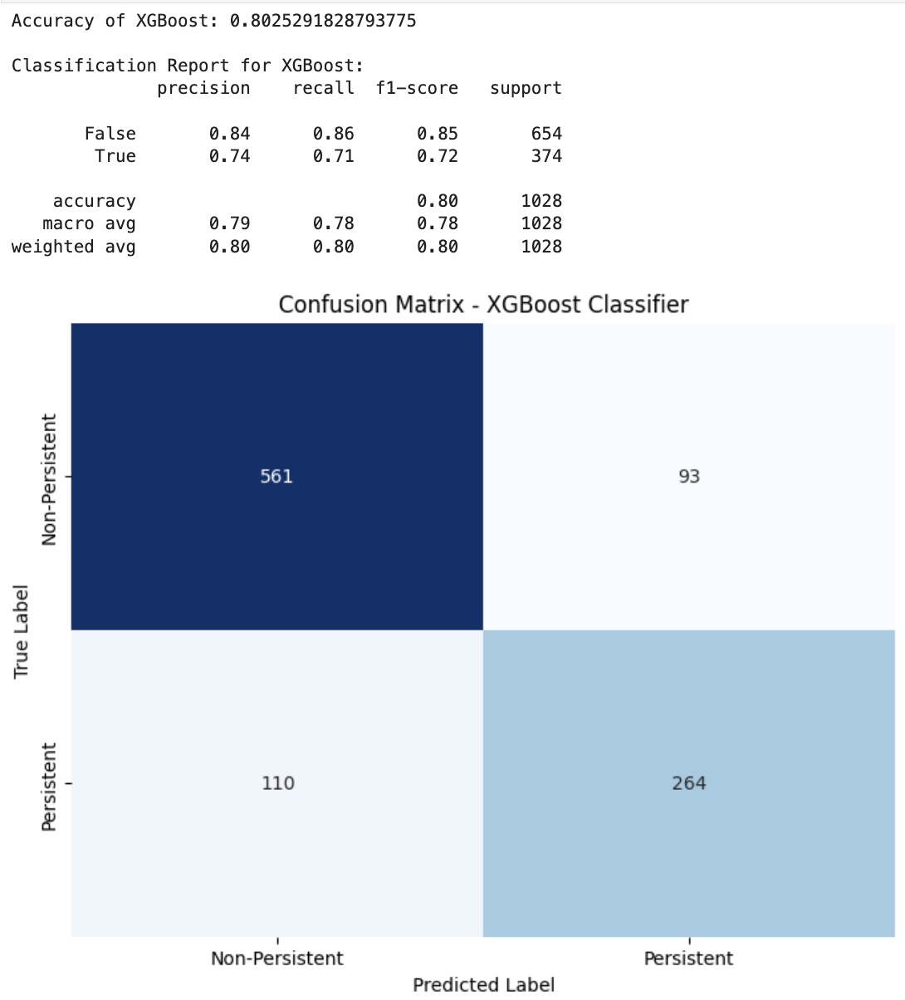 Accuracy of XGBoost: 0.8025291828793775
Classification Report for XGBoost:
precision recall f1-score support
False 0.84 0.86 0.85 654
True 0.74 0.71 0.72 374
accuracy 0.80 1028
macro avg 0.79 0.78 0.78 1028
weighted avg 0.80 0.80 0.80 1028
Confusion Matrix - XGBoost Classifier
True Label
Non-Persistent
561
93
Persistent
110
264
Non-Persistent
Persistent
Predicted Label